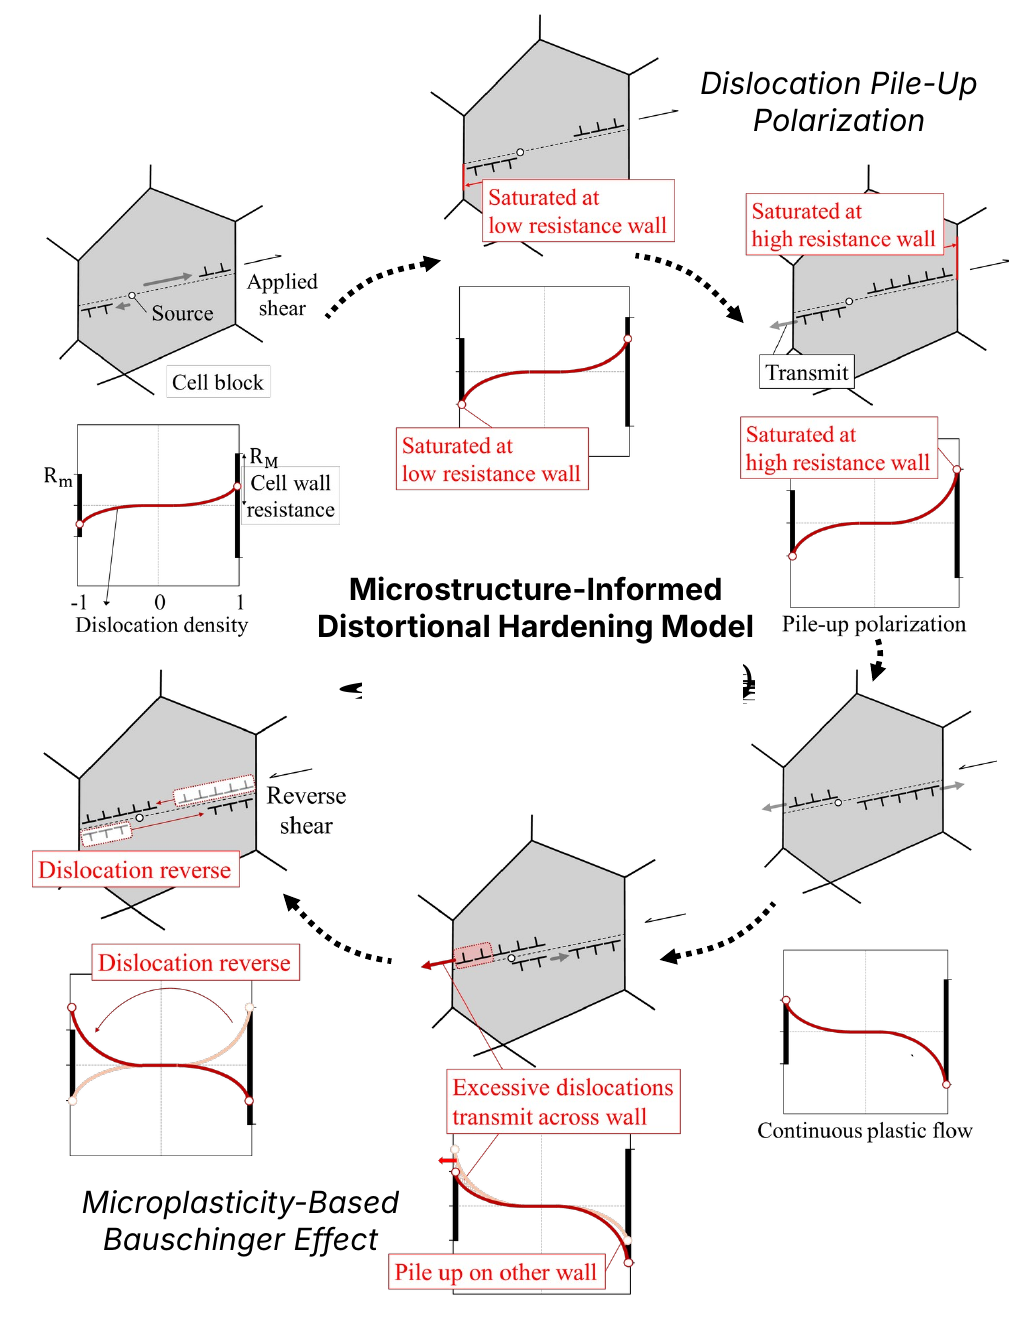 Dislocation Pile-Up
Polarization
Saturated at
low resistance wall
Saturated at
high resistance wall
Applied
shear
Source
Cell block
Transmit
Saturated at
low resistance wall
Saturated at
high resistance wall
Rm
RM
Cell wall
resistance
-1 0 1
Dislocation density
Pile-up polarization
Microstructure-Informed
Distortional Hardening Model
Reverse
shear
Dislocation reverse
Dislocation reverse
Excessive dislocations
transmit across wall
Continuous plastic flow
Microplasticity-Based
Bauschinger Effect
Pile up on other wall